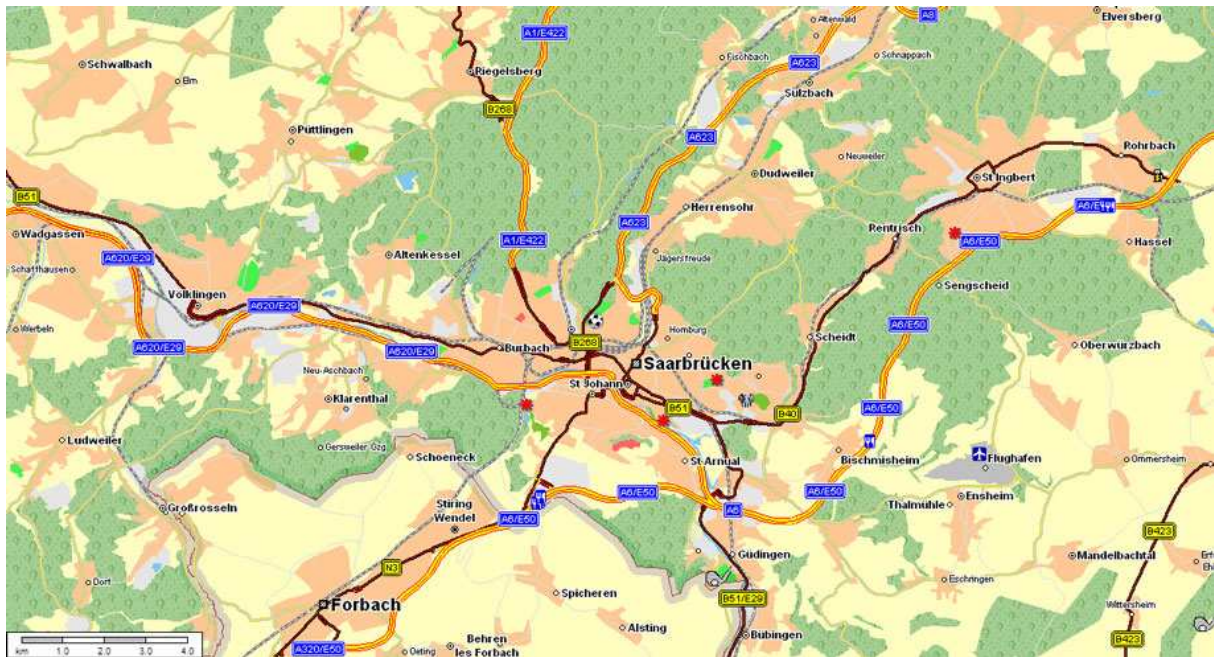 Altenwald
A8
Elversberg
A1/E422
Schwalbach
Elm
Riegelsberg
Fischbach
A623
Schnappach
Sulzbach
B268
Püttlingen
A623
Neuweiler
Rohrbach
Dudweiler
St Ingbert
B51
Herrensohr
A623
Rentrisch
Wadgassen
A1/E422
A6/E50
Hassel
Altenkessel
Jägersfreude
A620/E29
Schaffhausen
Sengscheid
Völklingen
A620/E29
A6/E50
Werbeln
Homburg
Scheidt
B268
Burbach
A620/E29
A620/E29
Oberwürzbach
Saarbrücken
Neu-Aschbach
St Johann
Klarenthal
B51
B40
A6/E50
Ludweiler
Gersweiler Gzg
Schoeneck
St Arnual
Bischmisheim
Flughafen
Ommersheim
A6/E50
A6/E50
Ensheim
Stiring
Wendel
Großrosseln
A6/E50
A6
Thalmühle
B423
Güdingen
Mandelbachtal
N3
Dort
Eschringen
Spicheren
B51/E29
Forbach
Wittersheim
Alsting
Bübingen
B423
km 1.0 2.0 3.0 4.0
A320/E50
Oeting
Behren
les Forbach